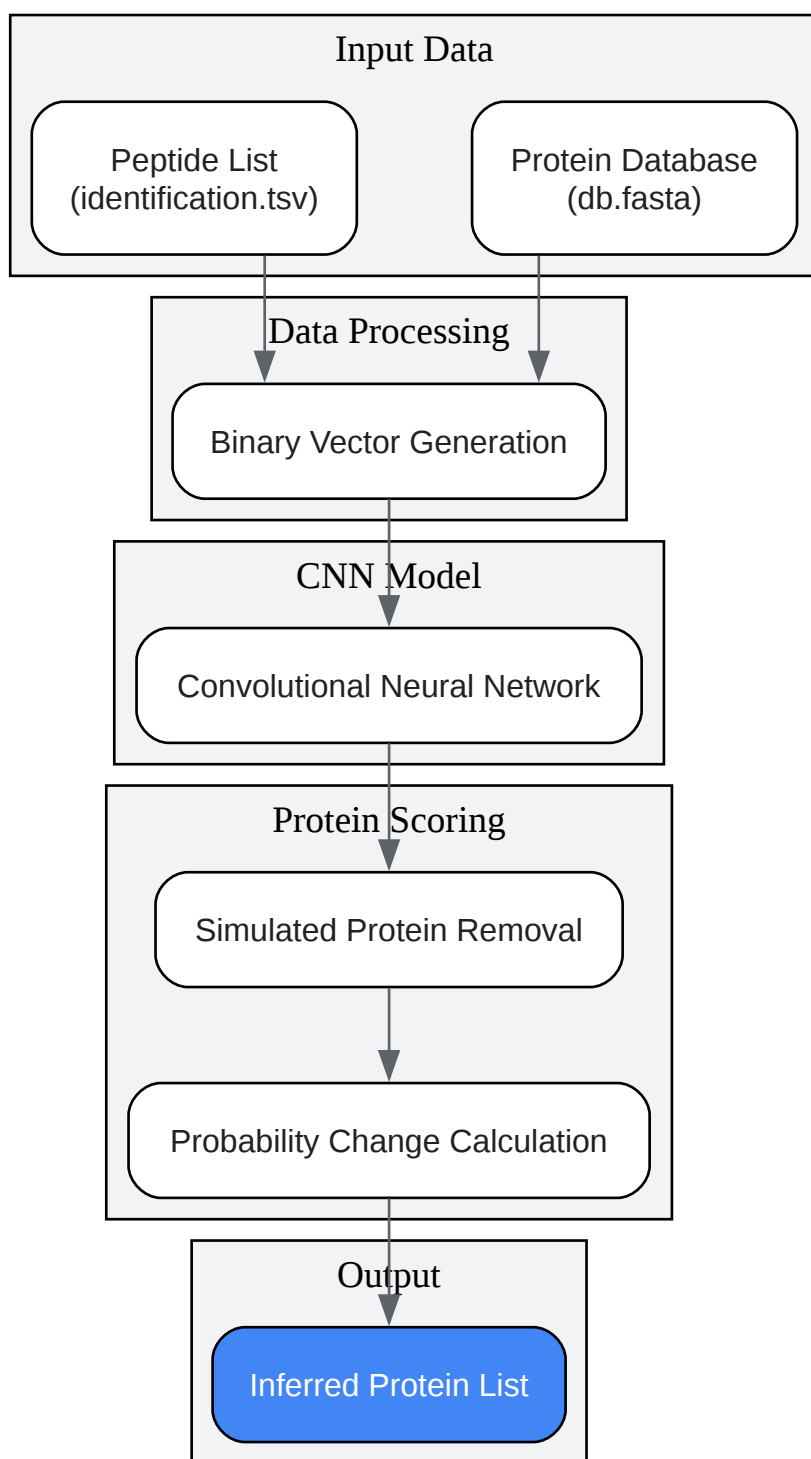 Input Data
Peptide List
(identification.tsv)
Protein Database
(db.fasta)
Data Processing
Binary Vector Generation
CNN Model
Convolutional Neural Network
Protein Scoring
Simulated Protein Removal
Probability Change Calculation
Output
Inferred Protein List